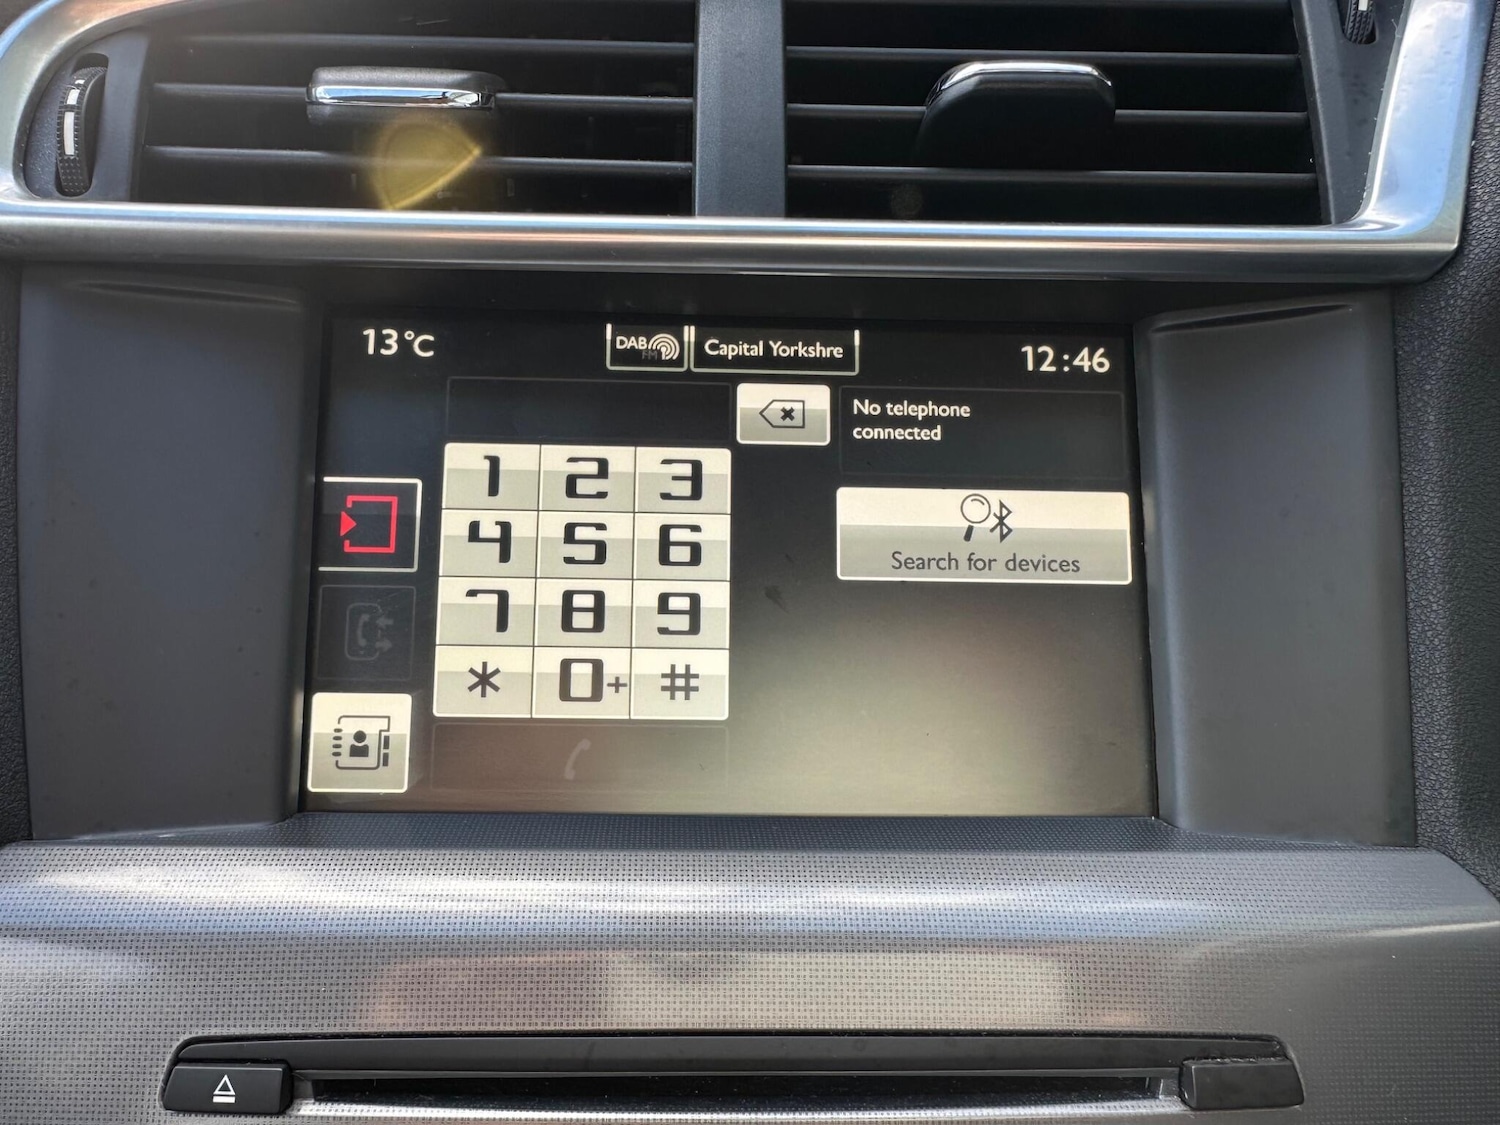 13°C
DAB
FM
Capital Yorkshre
12:46
No telephone
connected
1 2 3
4 5 6
7 8 9
* 0+ #
Search for devices